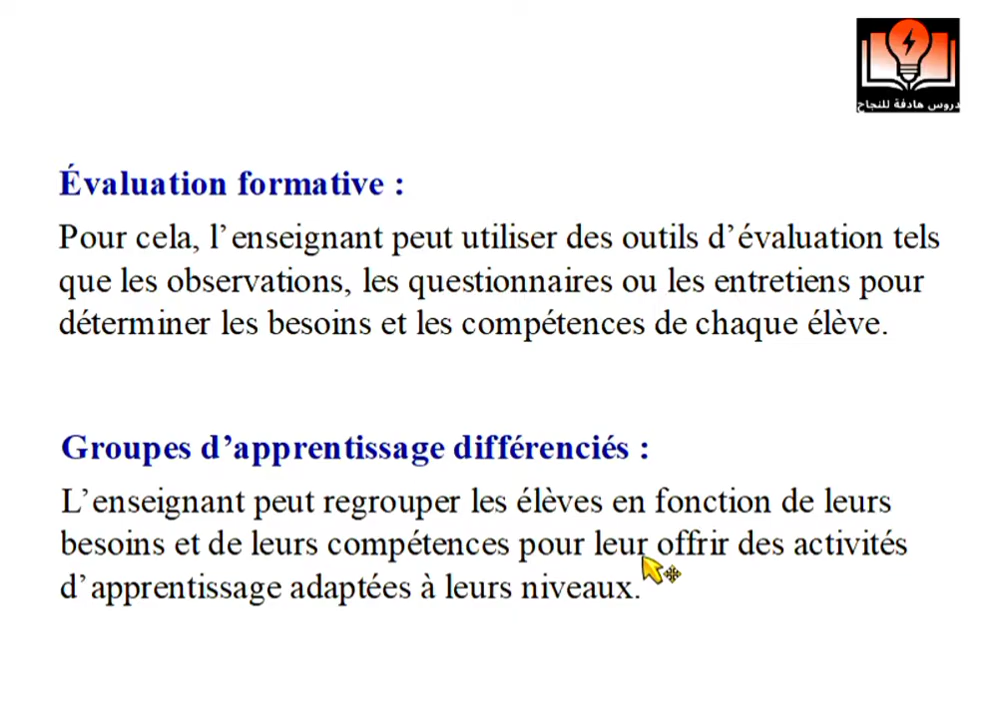 دروس هادفة للنجاح
Évaluation formative :
Pour cela, l’enseignant peut utiliser des outils d’évaluation tels
que les observations, les questionnaires ou les entretiens pour
déterminer les besoins et les compétences de chaque élève.
Groupes d’apprentissage différenciés :
L’enseignant peut regrouper les élèves en fonction de leurs
besoins et de leurs compétences pour leur offrir des activités
d’apprentissage adaptées à leurs niveaux.